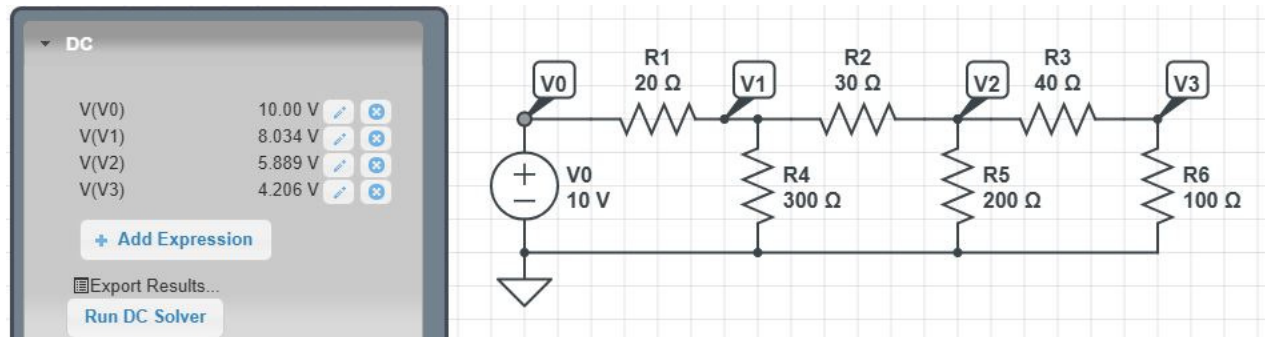 DC
V(V0) 10.00 V
V(V1) 8.034 V
V(V2) 5.889 V
V(V3) 4.206 V
+ Add Expression
Export Results...
Run DC Solver
V0
R1
20 Ω
V1
R2
30 Ω
V2
R3
40 Ω
V3
V0
10 V
R4
300 Ω
R5
200 Ω
R6
100 Ω